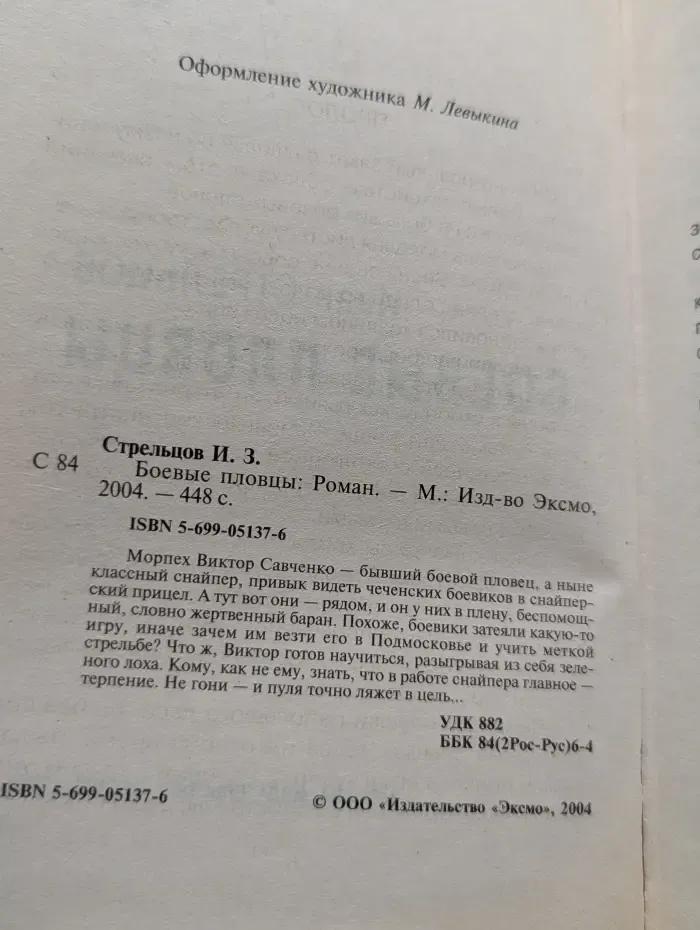 Оформление художника М. Левыкина
Стрельцов И. З.
С 84
Боевые пловцы: Роман. — М.: Изд-во Эксмо,
2004. — 448 с.
ISBN 5-699-05137-6
Морпех Виктор Савченко — бывший боевой пловец, а ныне
классный снайпер, привык видеть чеченских боевиков в снайпер-
ский прицел. А тут вот они — рядом, и он у них в плену, беспомощ-
ный, словно жертвенный баран. Похоже, боевики затеяли какую-то
игру, иначе зачем им везти его в Подмосковье и учить меткой
стрельбе? Что ж, Виктор готов научиться, разыгрывая из себя зеле-
ного лоха. Кому, как не ему, знать, что в работе снайпера главное —
терпение. Не гони — и пуля точно ляжет в цель...
УДК 882
ББК 84(2Рос-Рус)6-4
ISBN 5-699-05137-6
© ООО «Издательство «Эксмо», 2004